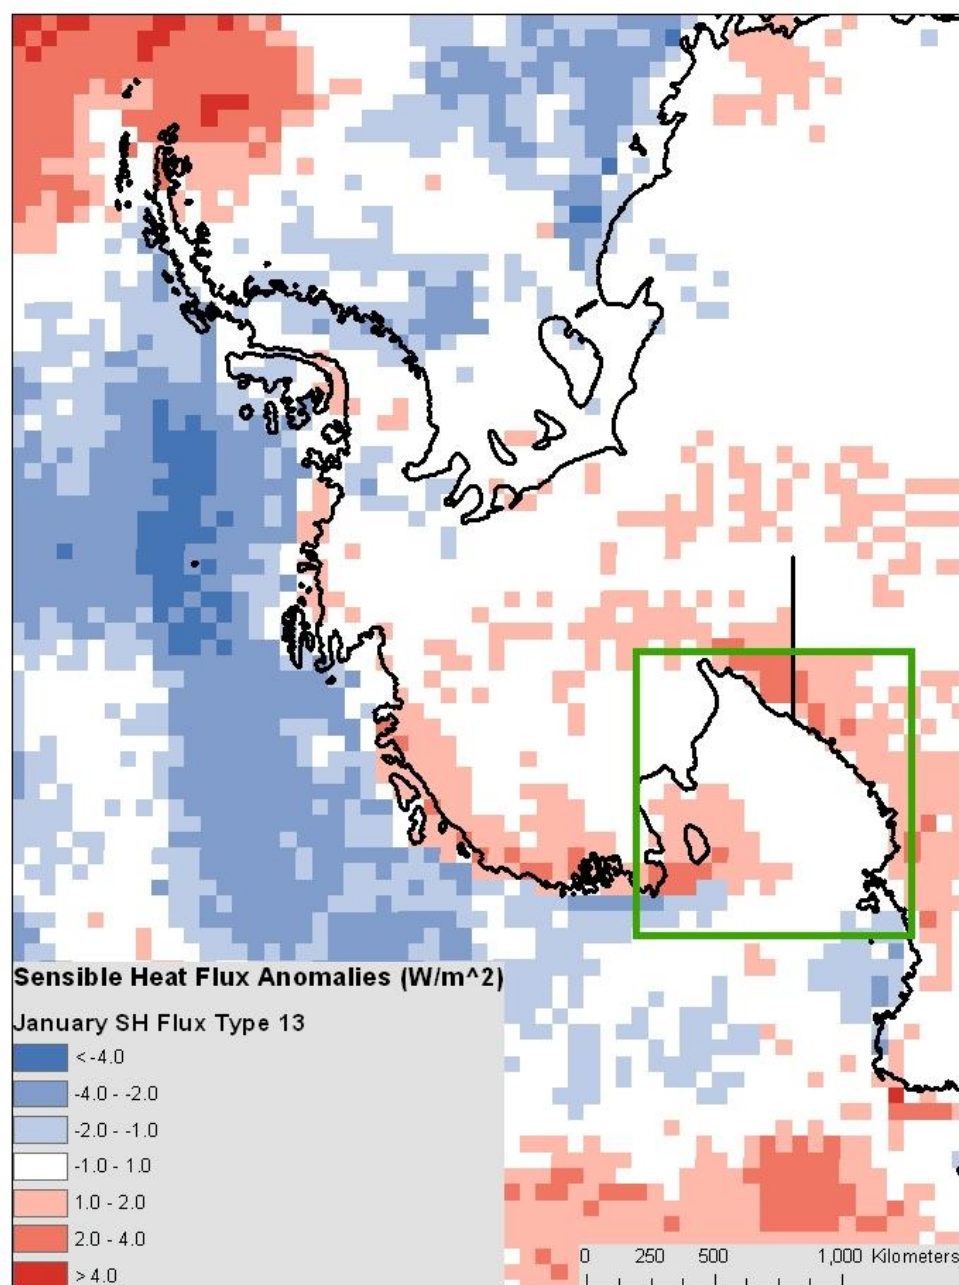 Sensible Heat Flux Anomalies (W/m^2)
January SH Flux Type 13
< -4.0
-4.0 - -2.0
-2.0 - -1.0
-1.0 - 1.0
1.0 - 2.0
2.0 - 4.0
> 4.0
0 250 500 1,000 Kilometers